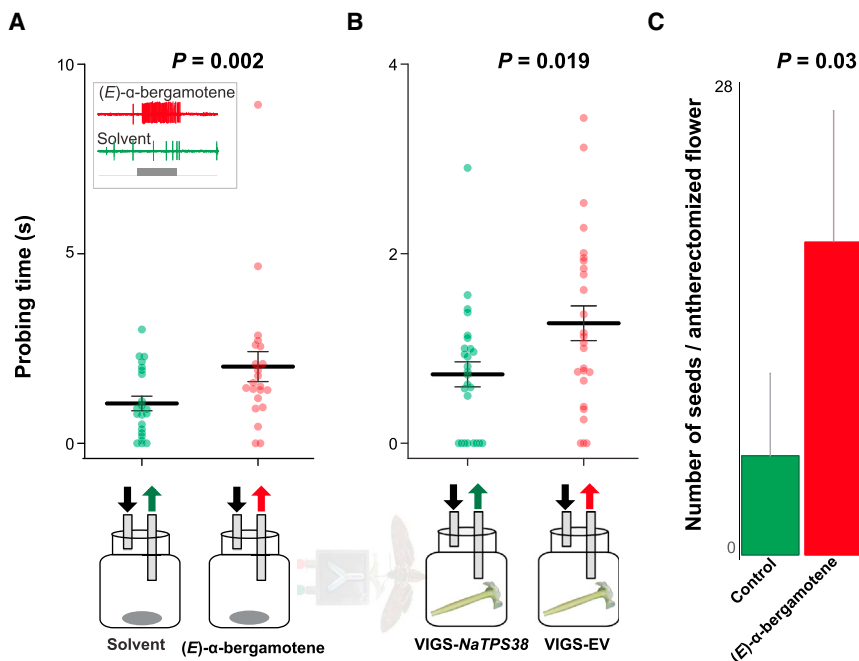 A
B
C
P = 0.002
P = 0.019
P = 0.03
10
5
0
Probing time (s)
(E)-α-bergamotene
Solvent
4
2
0
28
0
Number of seeds / antherectomized flower
Solvent
(E)-α-bergamotene
VIGS-NaTPS38
VIGS-EV
Control
(E)-α-bergamotene